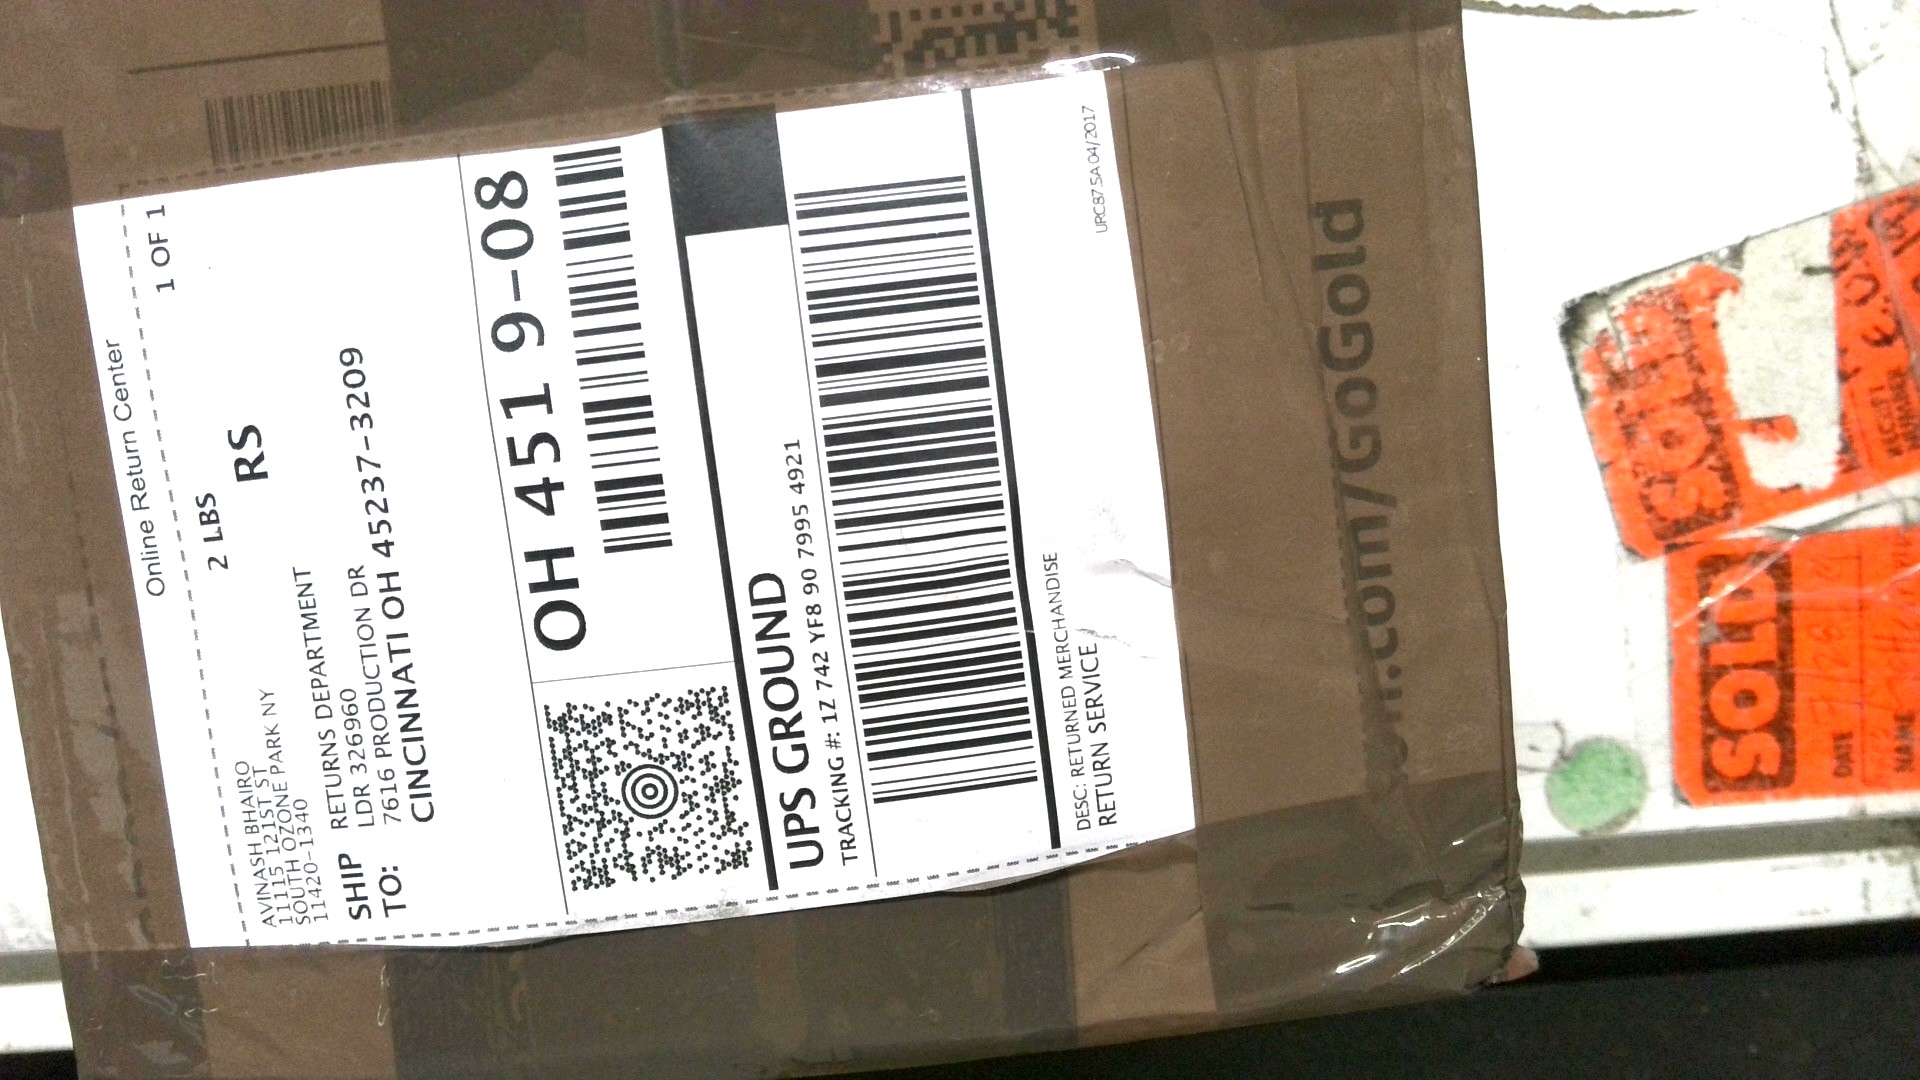 Online Return Center
1 OF 1
2 LBS
RS
AVINASH BHAIRO
11115 121ST ST
SOUTH OZONE PARK NY
11420-1340
SHIP TO:
RETURNS DEPARTMENT
LDR 326960
7616 PRODUCTION DR
CINCINNATI OH 45237-3209
OH 451 9-08
UPS GROUND
TRACKING #: 1Z 742 YF8 90 7995 4921
DESC: RETURNED MERCHANDISE
RETURN SERVICE
URC87.5A 04/2017
.com/GoGold
SOLD
SOLD
DATE
NAME